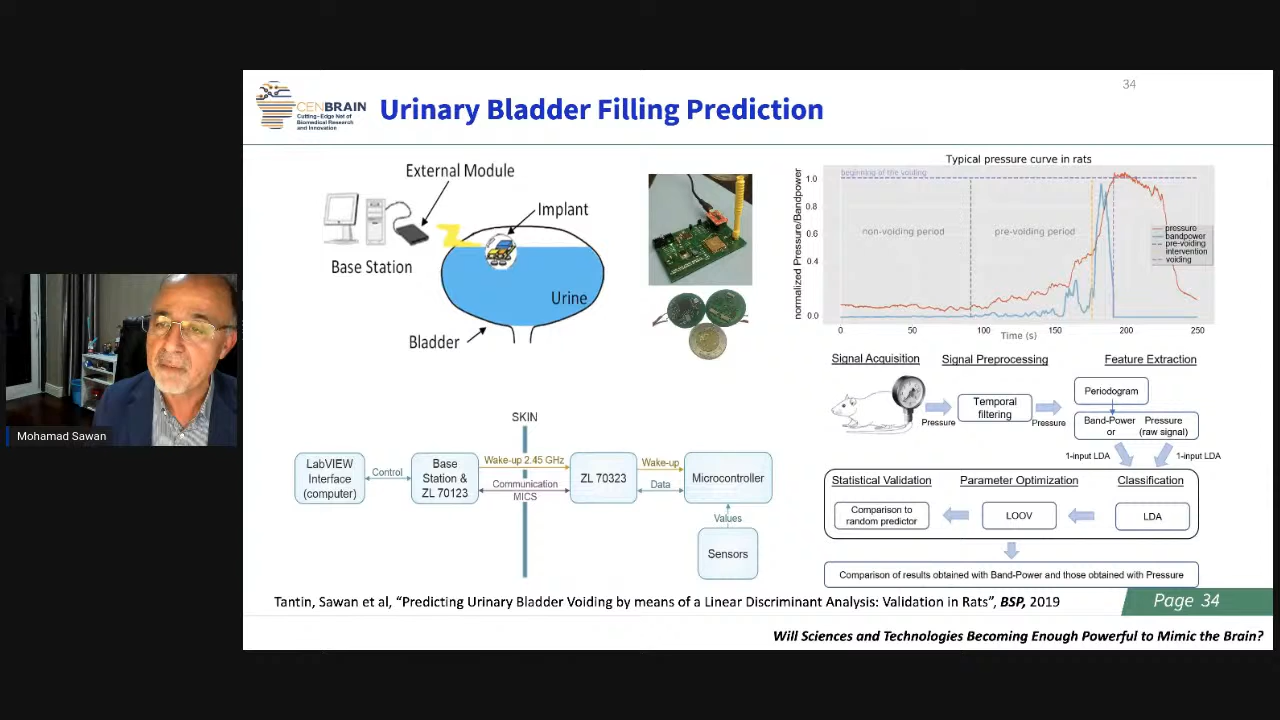 34
CENBRAIN
Cutting-Edge Net of
Biomedical Research
and Innovation
Urinary Bladder Filling Prediction
External Module
Implant
Base Station
Urine
Bladder
Typical pressure curve in rats
normalized Pressure/Bandpower
1.0
0.8
0.6
0.4
0.0
beginning of the voiding
non-voiding period
pre-voiding period
pressure
bandpower
pre-voiding
intervention
voiding
0
50
100
150
200
250
Time (s)
Signal Acquisition
Signal Preprocessing
Feature Extraction
Pressure
Temporal
filtering
Pressure
Periodogram
Band-Power
or
Pressure
(raw signal)
1-input LDA
1-input LDA
Statistical Validation
Parameter Optimization
Classification
Comparison to
random predictor
LOOV
LDA
Comparison of results obtained with Band-Power and those obtained with Pressure
SKIN
LabVIEW
Interface
(computer)
Control
Base
Station &
ZL 70123
Wake-up 2.45 GHz
Communication
MICS
ZL 70323
Wake-up
Data
Microcontroller
Values
Sensors
Mohamad Sawan
Tantin, Sawan et al, “Predicting Urinary Bladder Voiding by means of a Linear Discriminant Analysis: Validation in Rats”, BSP, 2019
Page 34
Will Sciences and Technologies Becoming Enough Powerful to Mimic the Brain?